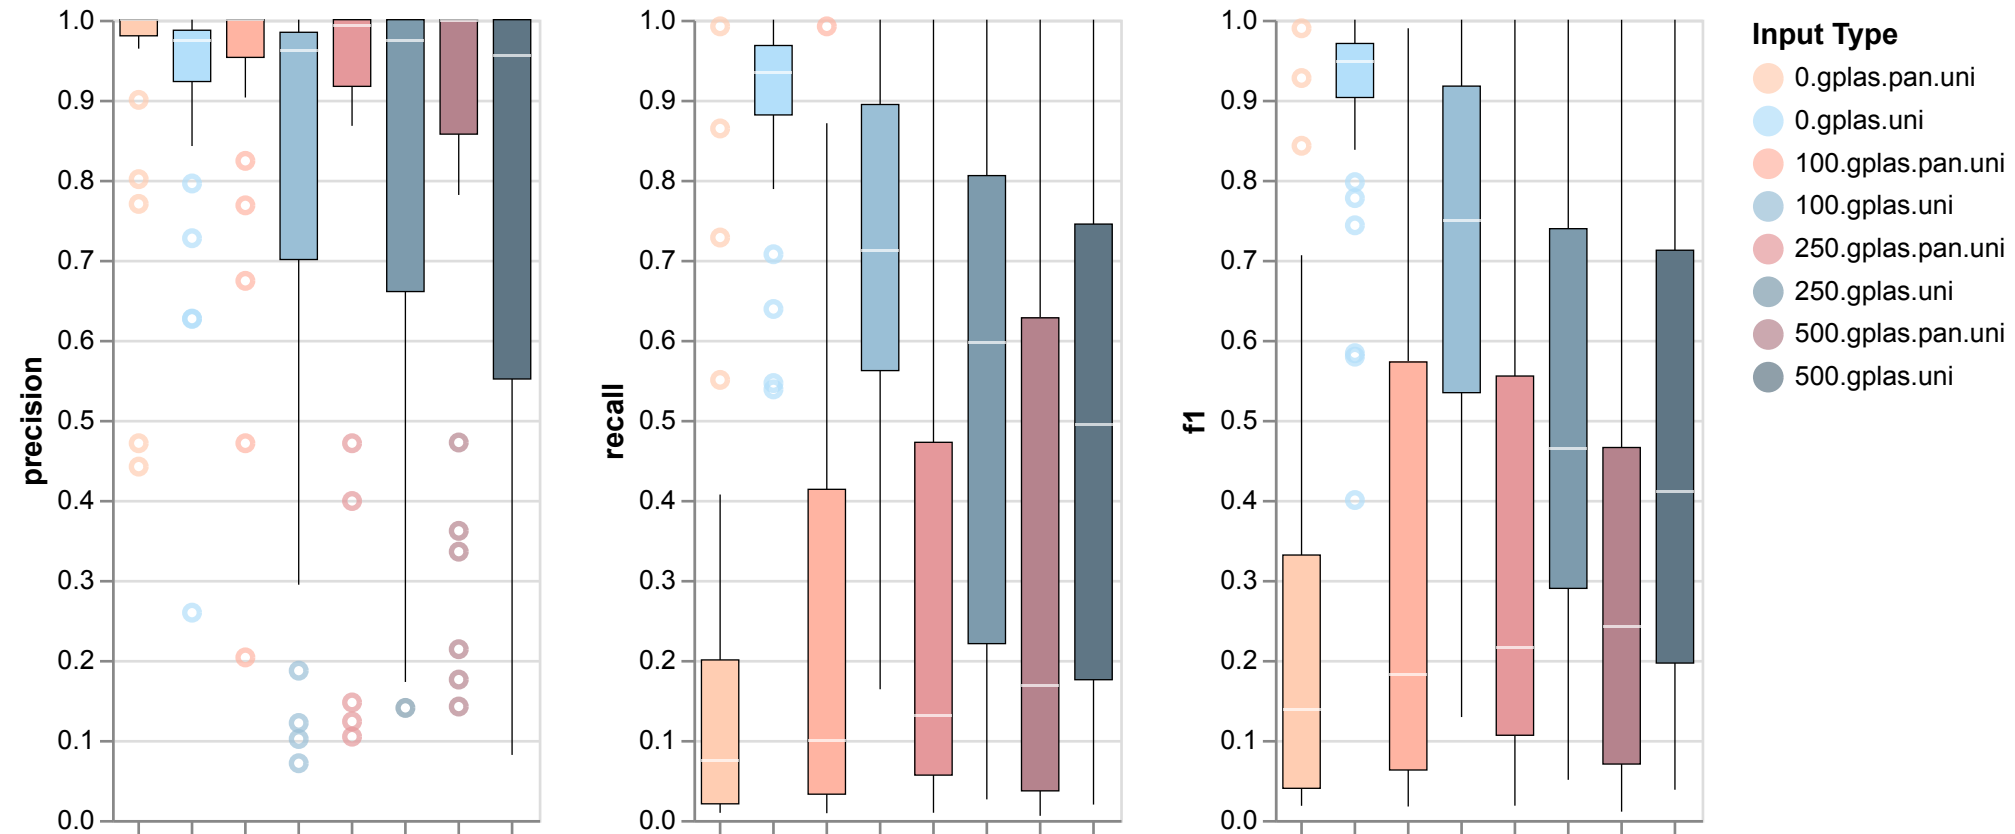 precision
1.0
0.9
0.8
0.7
0.6
0.5
0.4
0.3
0.2
0.1
0.0
recall
1.0
0.9
0.8
0.7
0.6
0.5
0.4
0.3
0.2
0.1
0.0
f1
1.0
0.9
0.8
0.7
0.6
0.5
0.4
0.3
0.2
0.1
0.0
Input Type
0.gplas.pan.uni
0.gplas.uni
100.gplas.pan.uni
100.gplas.uni
250.gplas.pan.uni
250.gplas.uni
500.gplas.pan.uni
500.gplas.uni